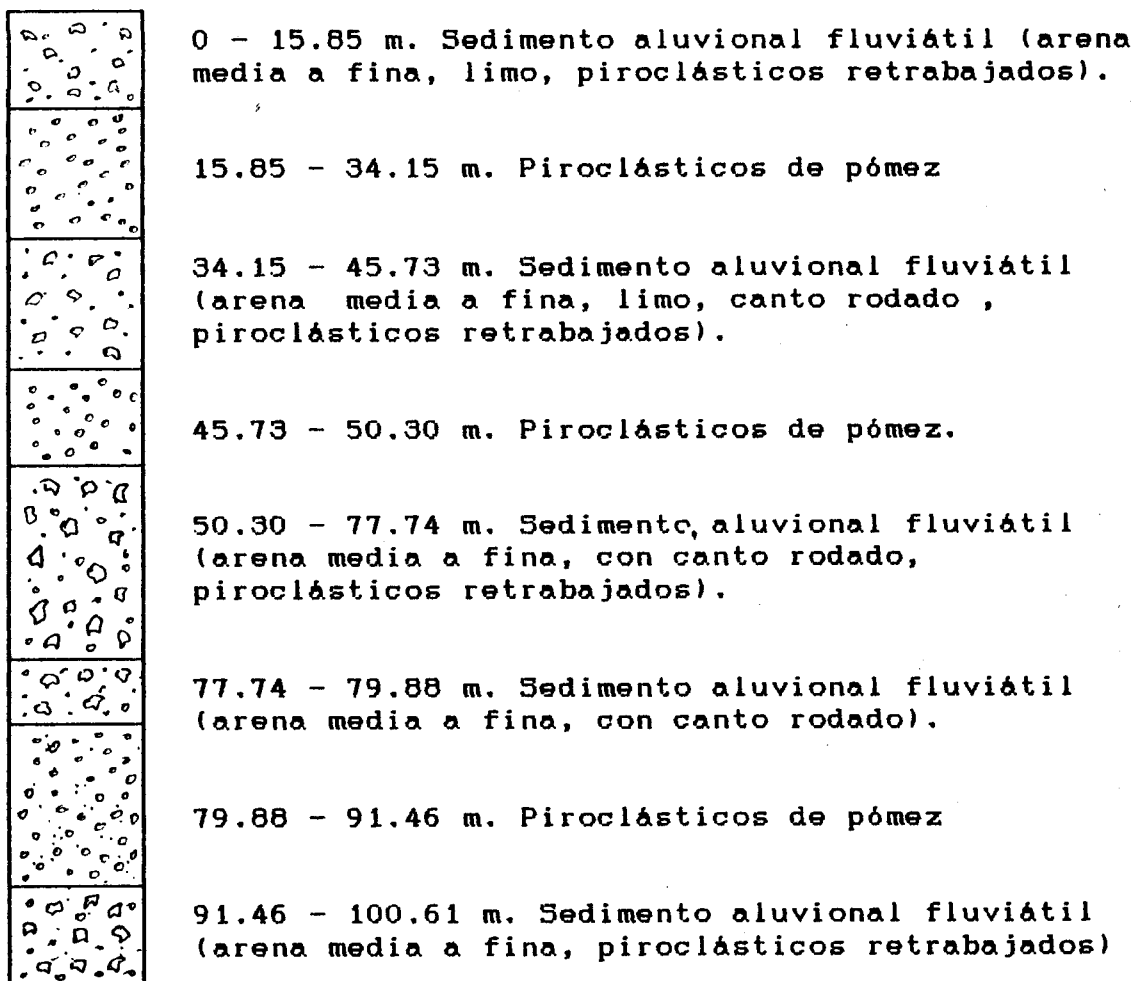 0 - 15.85 m. Sedimento aluvional fluviátil (arena
media a fina, limo, piroclásticos retrabajados).
15.85 - 34.15 m. Piroclásticos de pómez
34.15 - 45.73 m. Sedimento aluvional fluviátil
(arena media a fina, limo, canto rodado ,
piroclásticos retrabajados).
45.73 - 50.30 m. Piroclásticos de pómez.
50.30 - 77.74 m. Sedimento, aluvional fluviátil
(arena media a fina, con canto rodado,
piroclásticos retrabajados).
77.74 - 79.88 m. Sedimento aluvional fluviátil
(arena media a fina, con canto rodado).
79.88 - 91.46 m. Piroclásticos de pómez
91.46 - 100.61 m. Sedimento aluvional fluviátil
(arena media a fina, piroclásticos retrabajados)